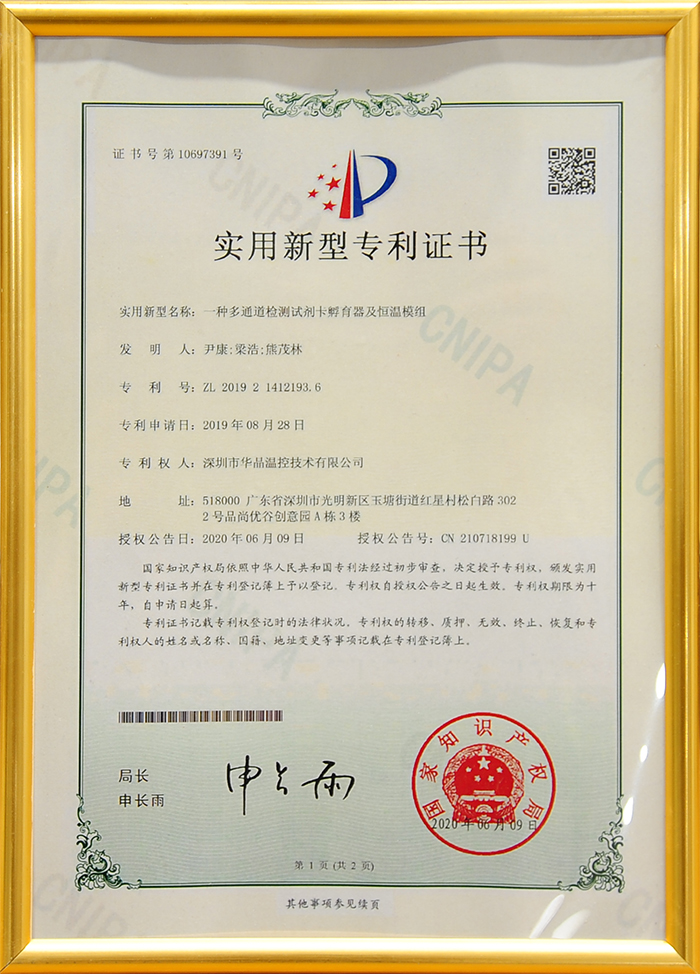 证书号第10697391号
实用新型专利证书
实用新型名称：一种多通道检测试剂卡孵育器及恒温模组
发 明 人：尹康;梁浩;熊茂林
专 利 号：ZL 2019 2 1412193.6
专利申请日：2019年08月28日
专 利 权 人：深圳市华晶温控技术有限公司
地 址：518000 广东省深圳市光明新区玉塘街道红星村松白路302
2号品尚优谷创意园A栋3楼
授权公告日：2020年06月09日 授权公告号：CN 210718199 U
国家知识产权局依照中华人民共和国专利法经过初步审查，决定授予专利权，颁发实用
新型专利证书并在专利登记簿上予以登记。专利权自授权公告之日起生效。专利权期限为十
年，自申请日起算。
专利证书记载专利权登记时的法律状况。专利权的转移、质押、无效、终止、恢复和专
利权人的姓名或名称、国籍、地址变更等事项记载在专利登记簿上。
局长
申长雨
申长雨
国家知识产权局
2020年06月09日
第 1 页 (共 2 页)
其他事项参见续页
CNIPA
CNIPA
CNIPA
CNIPA
CNIPA